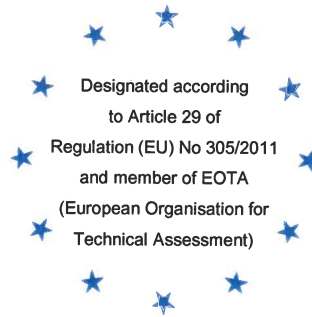 Designated according
to Article 29 of
Regulation (EU) No 305/2011
and member of EOTA
(European Organisation for
Technical Assessment)